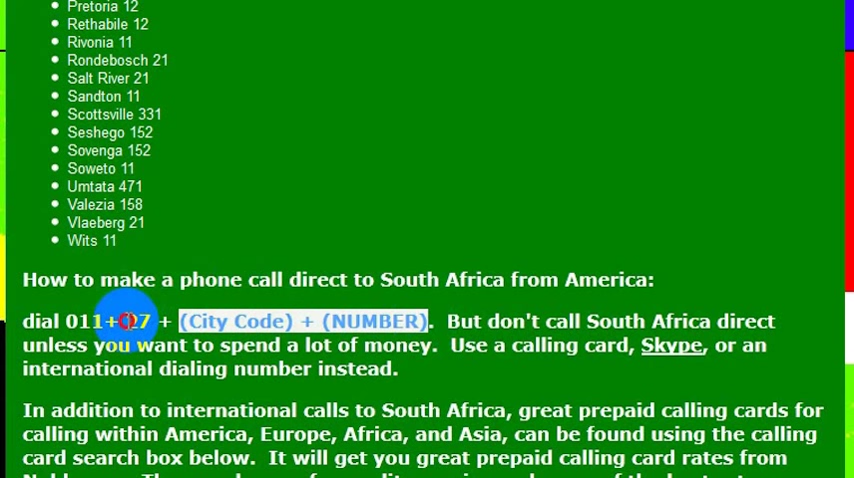 Pretoria 12
Rethabile 12
Rivonia 11
Rondebosch 21
Salt River 21
Sandton 11
Scottsville 331
Seshego 152
Sovenga 152
Soweto 11
Umtata 471
Valezia 158
Vlaeberg 21
Wits 11
How to make a phone call direct to South Africa from America:
dial 011+27 + (City Code) + (NUMBER). But don't call South Africa direct
unless you want to spend a lot of money. Use a calling card, Skype, or an
international dialing number instead.
In addition to international calls to South Africa, great prepaid calling cards for
calling within America, Europe, Africa, and Asia, can be found using the calling
card search box below. It will get you great prepaid calling card rates from